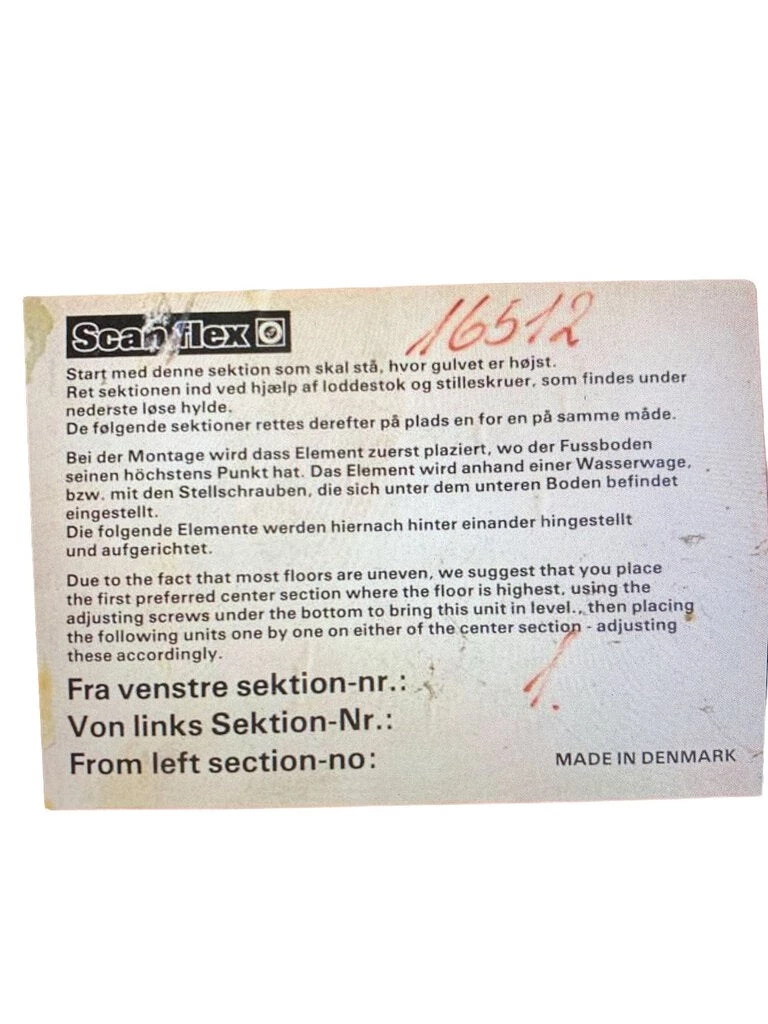 Scanflex
16512
Start med denne sektion som skal stå, hvor gulvet er højst.
Ret sektionen ind ved hjælp af loddestok og stilleskruer, som findes under
nederste løse hylde.
De følgende sektioner rettes derefter på plads en for en på samme måde.
Bei der Montage wird dass Element zuerst plaziert, wo der Fussboden
seinen höchstens Punkt hat. Das Element wird anhand einer Wasserwage,
bzw. mit den Stellschrauben, die sich unter dem unteren Boden befindet
eingestellt.
Die folgende Elemente werden hiernach hinter einander hingestellt
und aufgerichtet.
Due to the fact that most floors are uneven, we suggest that you place
the first preferred center section where the floor is highest, using the
adjusting screws under the bottom to bring this unit in level., then placing
the following units one by one on either of the center section - adjusting
these accordingly.
Fra venstre sektion-nr.:
Von links Sektion-Nr.:
1.
From left section-no:
MADE IN DENMARK